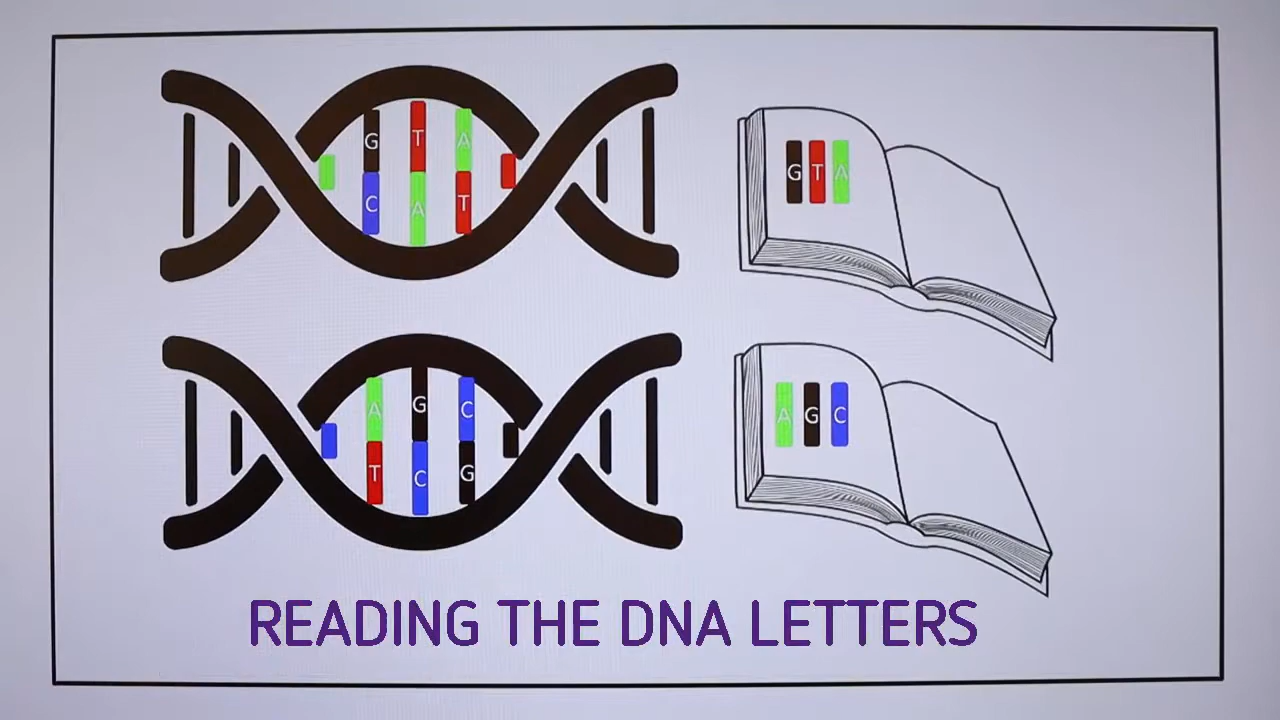 G T A
C A T
G T A
A G C
T C G
A G C
READING THE DNA LETTERS